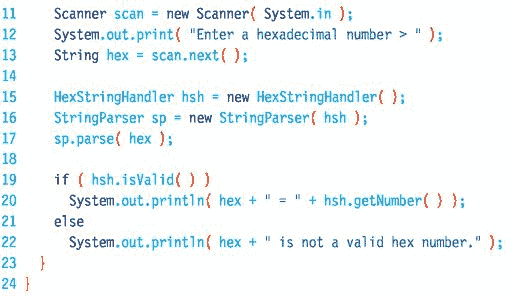 11 Scanner scan = new Scanner( System.in );
12 System.out.print( "Enter a hexadecimal number > " );
13 String hex = scan.next( );
14
15 HexStringHandler hsh = new HexStringHandler( );
16 StringParser sp = new StringParser( hsh );
17 sp.parse( hex );
18
19 if ( hsh.isValid( ) )
20 System.out.println( hex + " = " + hsh.getNumber( ) );
21 else
22 System.out.println( hex + " is not a valid hex number." );
23 }
24 }